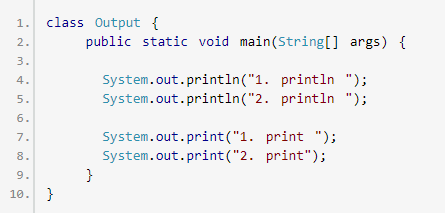 1. class Output {
2.     public static void main(String[] args) {
3.
4.       System.out.println("1. println ");
5.       System.out.println("2. println ");
6.
7.       System.out.print("1. print ");
8.       System.out.print("2. print");
9.     }
10. }